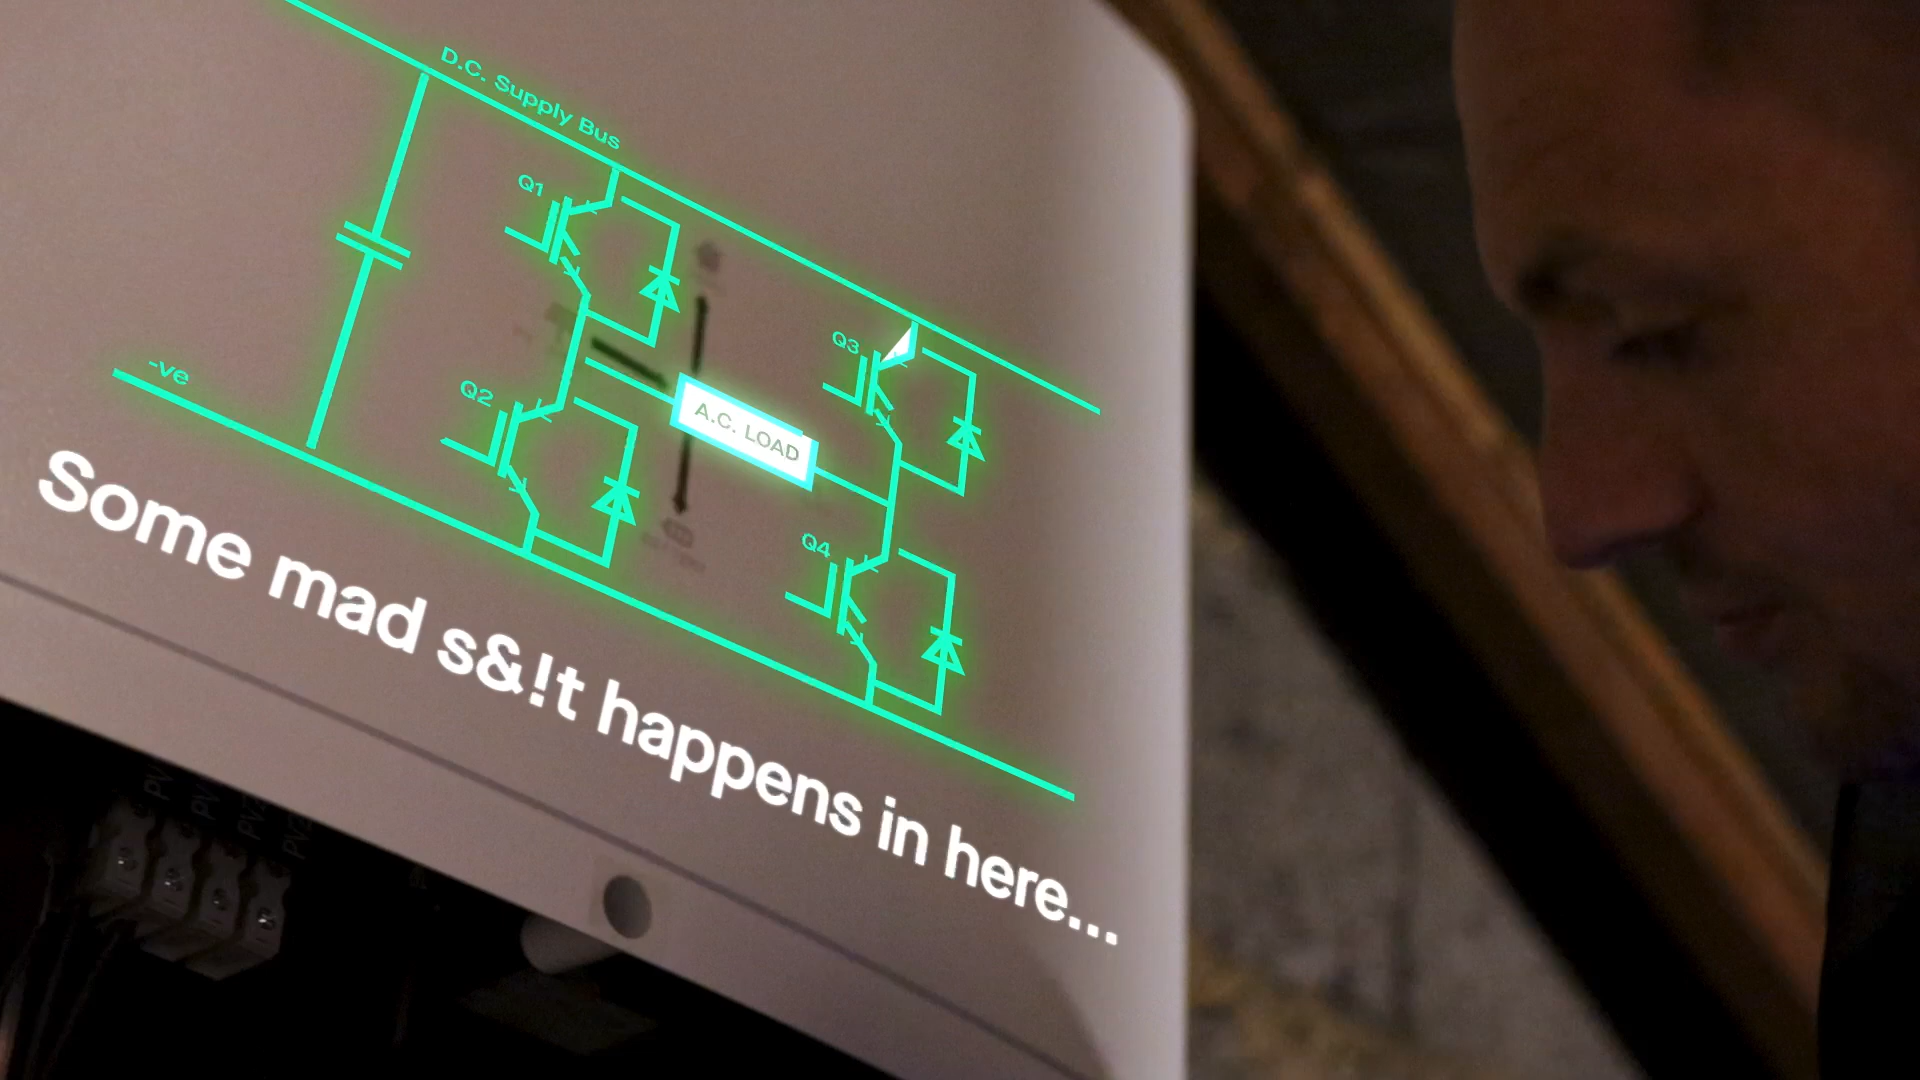 D.C. Supply Bus
Q1
Q3
-ve
Q2
A.C. LOAD
Q4
Some mad s&!t happens in here...